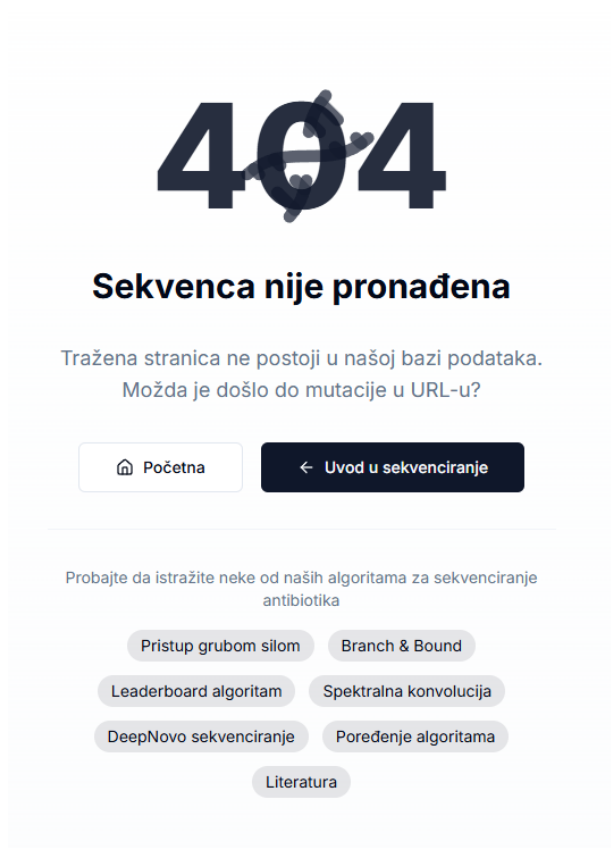 404
Sekvenca nije pronađena
Tražena stranica ne postoji u našoj bazi podataka.
Možda je došlo do mutacije u URL-u?
Početna
Uvod u sekvenciranje
Probajte da istražite neke od naših algoritama za sekvenciranje
antibiotika
Pristup grubom silom
Branch & Bound
Leaderboard algoritam
Spektralna konvolucija
DeepNovo sekvenciranje
Poređenje algoritama
Literatura